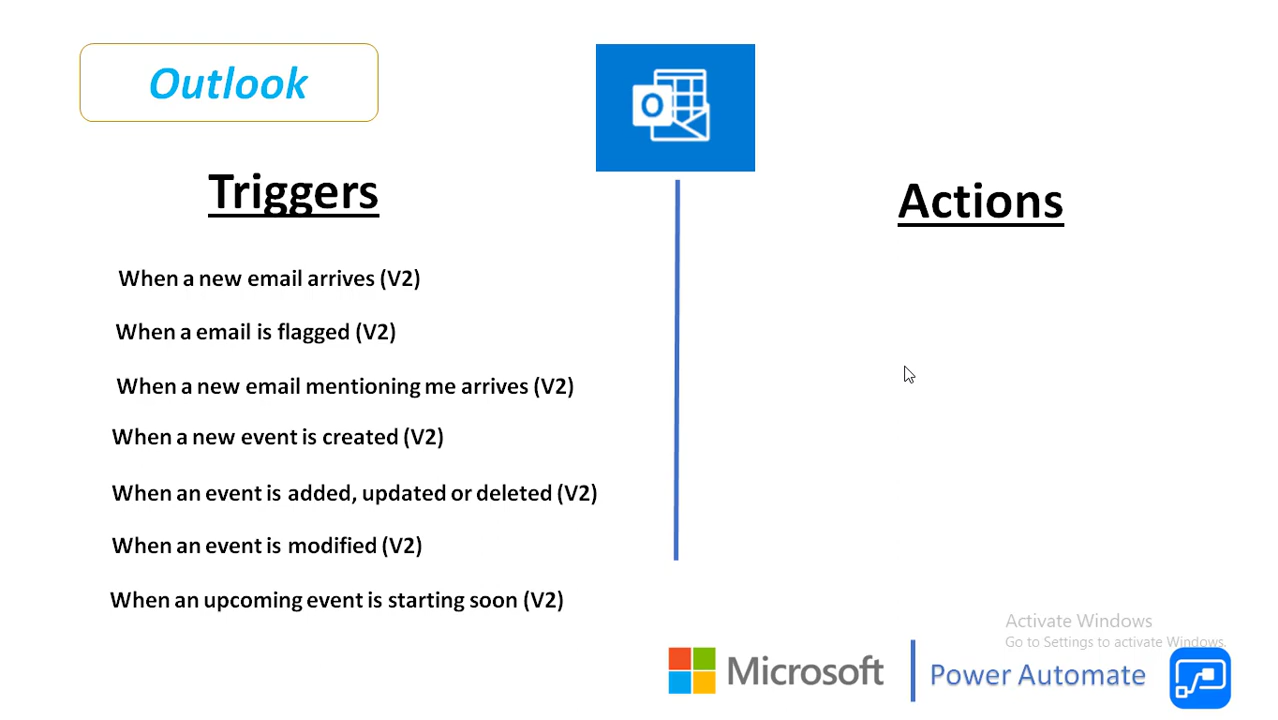 Outlook
O
Triggers
Actions
When a new email arrives (V2)
When a email is flagged (V2)
When a new email mentioning me arrives (V2)
When a new event is created (V2)
When an event is added, updated or deleted (V2)
When an event is modified (V2)
When an upcoming event is starting soon (V2)
Activate Windows
Go to Settings to activate Windows.
Microsoft
Power Automate